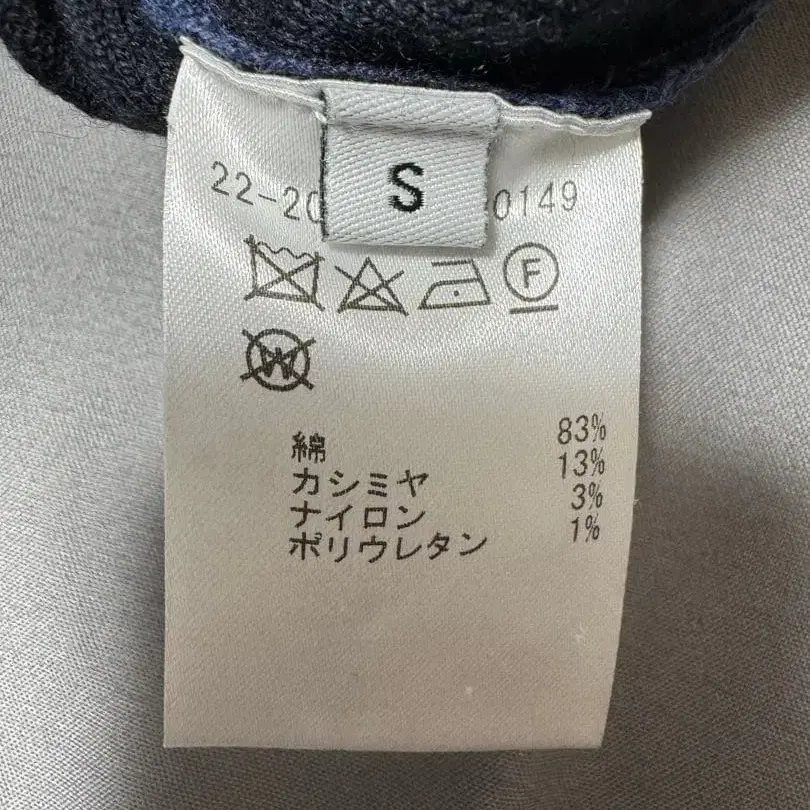 S
22-20
0149
F
W
綿 83%
カシミヤ 13%
ナイロン 3%
ポリウレタン 1%